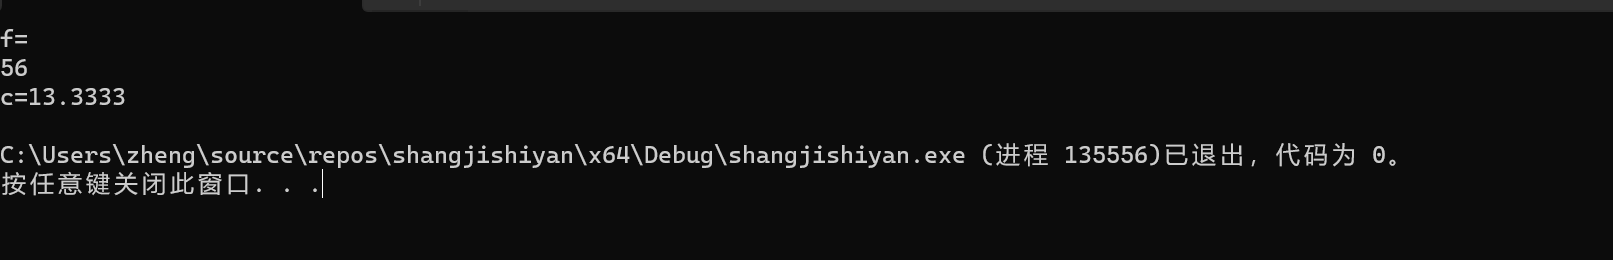 f=
56
c=13.3333
C:\Users\zheng\source\repos\shangjishiyan\x64\Debug\shangjishiyan.exe (进程 135556)已退出，代码为 0。
按任意键关闭此窗口. . .